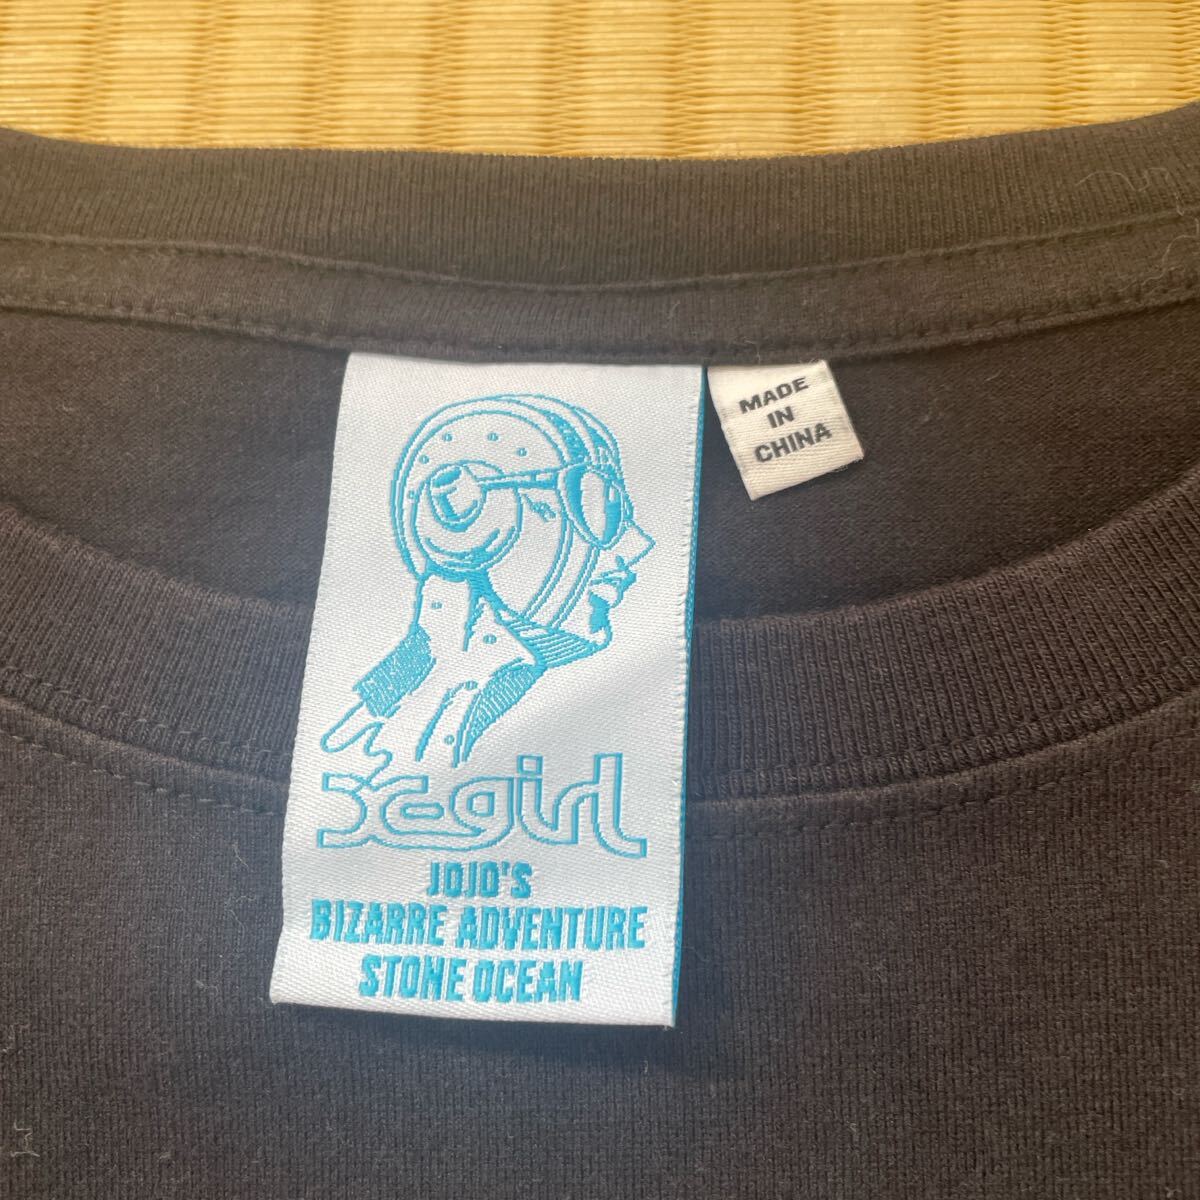 MADE
IN
CHINA
X-girl
JOJO'S
BIZARRE ADVENTURE
STONE OCEAN